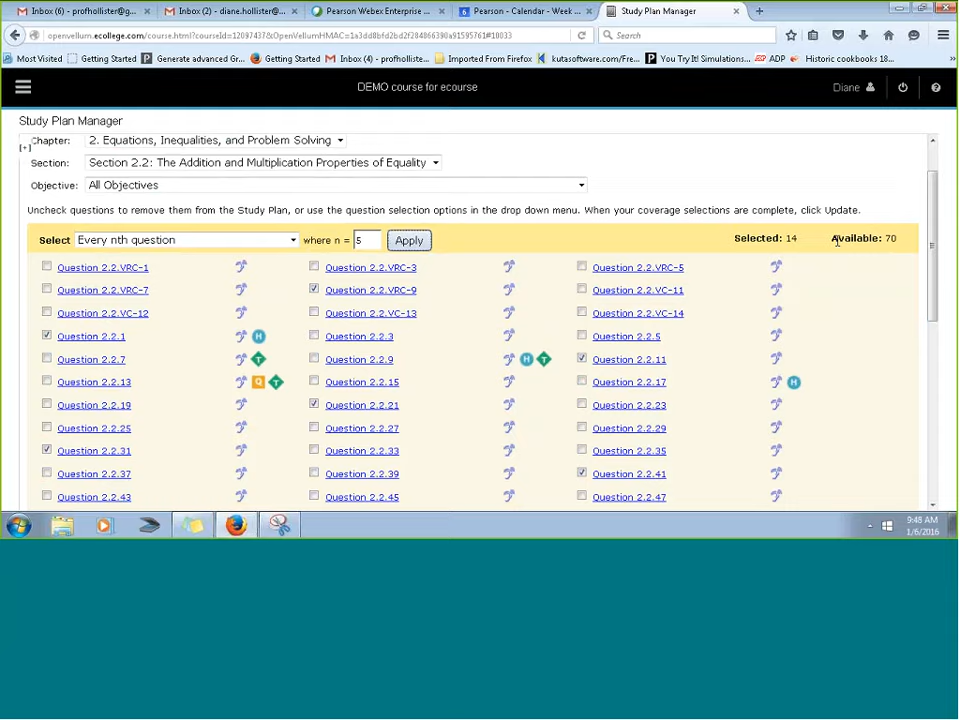 Inbox (6) - profhollister@g...
Inbox (2) - diane.hollister@...
Pearson Webex Enterprise ...
Pearson - Calendar - Week ...
Study Plan Manager
openvellum.ecollege.com/course.html?courseId=12097437&OpenVellumHMAC=1a3dd8bfd2bd2f284866390a91595761#10033
Search
Most Visited
Getting Started
Generate advanced Gr...
Getting Started
Inbox (4) - profholliste...
Imported From Firefox
kutasoftware.com/Fre...
You Try It! Simulations...
ADP
Historic cookbooks 18...
DEMO course for ecourse
Diane
Study Plan Manager
[+]
Chapter: 2. Equations, Inequalities, and Problem Solving
Section: Section 2.2: The Addition and Multiplication Properties of Equality
Objective: All Objectives
Uncheck questions to remove them from the Study Plan, or use the question selection options in the drop down menu. When your coverage selections are complete, click Update.
Select Every nth question where n = 5 Apply Selected: 14 Available: 70
Question 2.2.VRC-1 Question 2.2.VRC-3 Question 2.2.VRC-5
Question 2.2.VRC-7 Question 2.2.VRC-9 Question 2.2.VC-11
Question 2.2.VC-12 Question 2.2.VC-13 Question 2.2.VC-14
Question 2.2.1 H Question 2.2.3 Question 2.2.5
Question 2.2.7 T Question 2.2.9 H T Question 2.2.11
Question 2.2.13 Q T Question 2.2.15 Question 2.2.17 H
Question 2.2.19 Question 2.2.21 Question 2.2.23
Question 2.2.25 Question 2.2.27 Question 2.2.29
Question 2.2.31 Question 2.2.33 Question 2.2.35
Question 2.2.37 Question 2.2.39 Question 2.2.41
Question 2.2.43 Question 2.2.45 Question 2.2.47
9:48 AM
1/6/2016